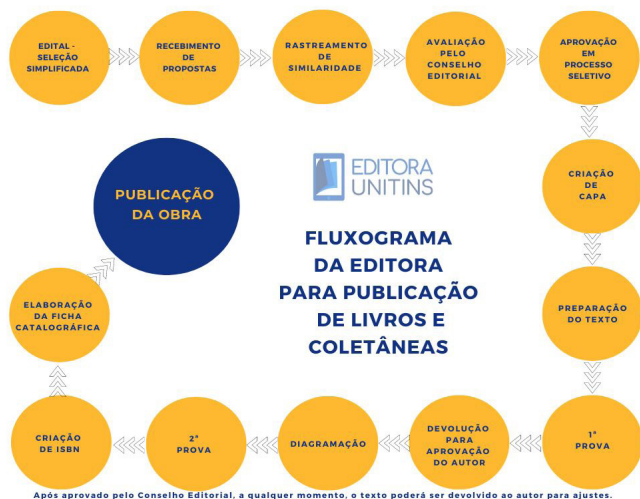 EDITAL -
SELEÇÃO
SIMPLIFICADA
RECEBIMENTO
DE
PROPOSTAS
RASTREAMENTO
DE
SIMILARIDADE
AVALIAÇÃO
PELO
CONSELHO
EDITORIAL
APROVAÇÃO
EM
PROCESSO
SELETIVO
CRIAÇÃO
DE
CAPA
PREPARAÇÃO
DO TEXTO
1ª
PROVA
DEVOLUÇÃO
PARA
APROVAÇÃO
DO AUTOR
DIAGRAMAÇÃO
2ª
PROVA
CRIAÇÃO
DE ISBN
ELABORAÇÃO
DA FICHA
CATALOGRÁFICA
PUBLICAÇÃO
DA OBRA
EDITORA
UNITINS
FLUXOGRAMA
DA EDITORA
PARA PUBLICAÇÃO
DE LIVROS E
COLETÂNEAS
Após aprovado pelo Conselho Editorial, a qualquer momento, o texto poderá ser devolvido ao autor para ajustes.